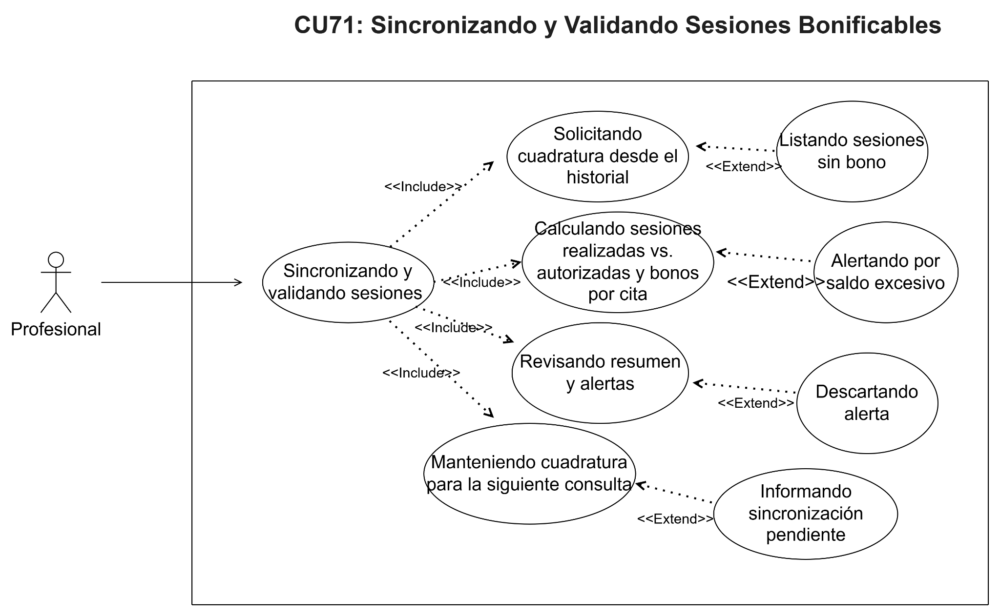 CU71: Sincronizando y Validando Sesiones Bonificables
Profesional
Sincronizando y
validando sesiones
<<Include>>
<<Include>>
<<Include>>
<<Include>>
Solicitando
cuadratura desde el
historial
<<Extend>>
Listando sesiones
sin bono
Calculando sesiones
realizadas vs.
autorizadas y bonos
por cita
<<Extend>>
Alertando por
saldo excesivo
Revisando resumen
y alertas
<<Extend>>
Descartando
alerta
Manteniendo cuadratura
para la siguiente consulta
<<Extend>>
Informando
sincronización
pendiente